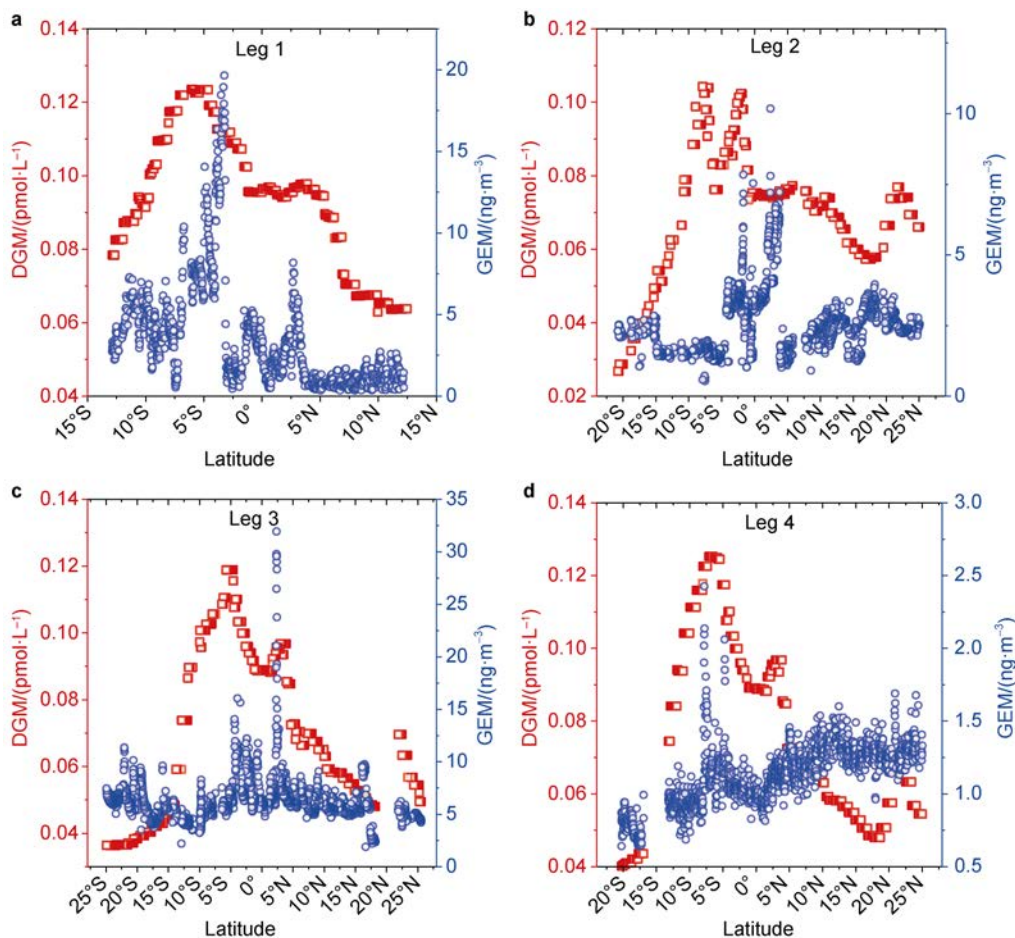 a
Leg 1
0.14
0.12
0.10
0.08
0.06
0.04
DGM/(pmol·L⁻¹)
20
15
10
5
0
GEM/(ng·m⁻³)
15°S
10°S
5°S
0°
5°N
10°N
15°N
Latitude
b
Leg 2
0.12
0.10
0.08
0.06
0.04
0.02
DGM/(pmol·L⁻¹)
10
5
0
GEM/(ng·m⁻³)
20°S
15°S
10°S
5°S
0°
5°N
10°N
15°N
20°N
25°N
Latitude
c
Leg 3
0.14
0.12
0.10
0.08
0.06
0.04
DGM/(pmol·L⁻¹)
35
30
25
20
15
10
5
0
GEM/(ng·m⁻³)
25°S
20°S
15°S
10°S
5°S
0°
5°N
10°N
15°N
20°N
25°N
Latitude
d
Leg 4
0.14
0.12
0.10
0.08
0.06
0.04
DGM/(pmol·L⁻¹)
3.0
2.5
2.0
1.5
1.0
0.5
GEM/(ng·m⁻³)
20°S
15°S
10°S
5°S
0°
5°N
10°N
15°N
20°N
25°N
Latitude